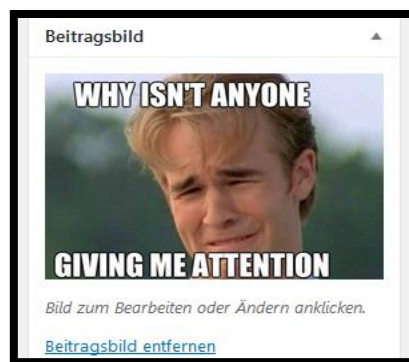 Beitragsbild
WHY ISN'T ANYONE
GIVING ME ATTENTION
Bild zum Bearbeiten oder Ändern anklicken.
Beitragsbild entfernen